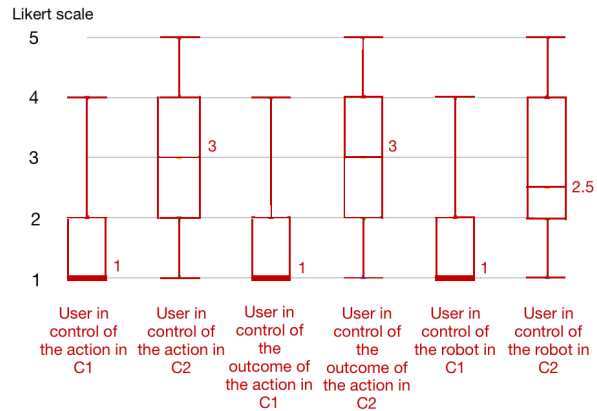 Likert scale
5
4
3
2
1
1
3
1
3
1
2.5
User in
control of
the action in
C1
User in
control of
the action in
C2
User in
control of
the
outcome of
the action in
C1
User in
control of
the
outcome of
the action in
C2
User in
control of
the robot in
C1
User in
control of
the robot in
C2